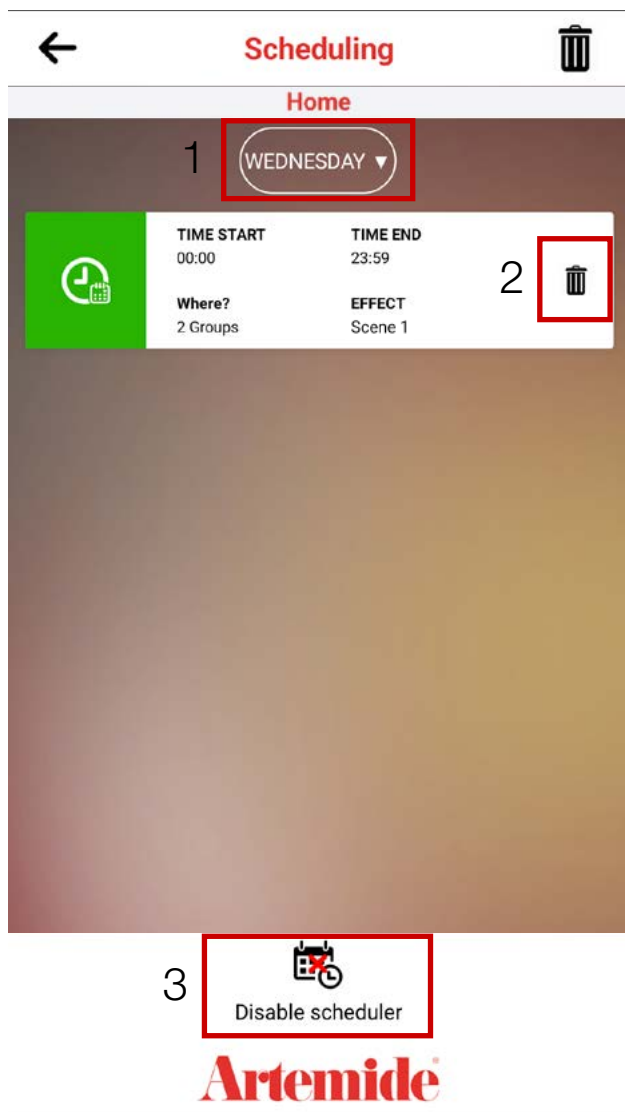 Scheduling
Home
1
WEDNESDAY ▼
TIME START TIME END
00:00 23:59
2
Where? EFFECT
2 Groups Scene 1
3
Disable scheduler
Artemide®